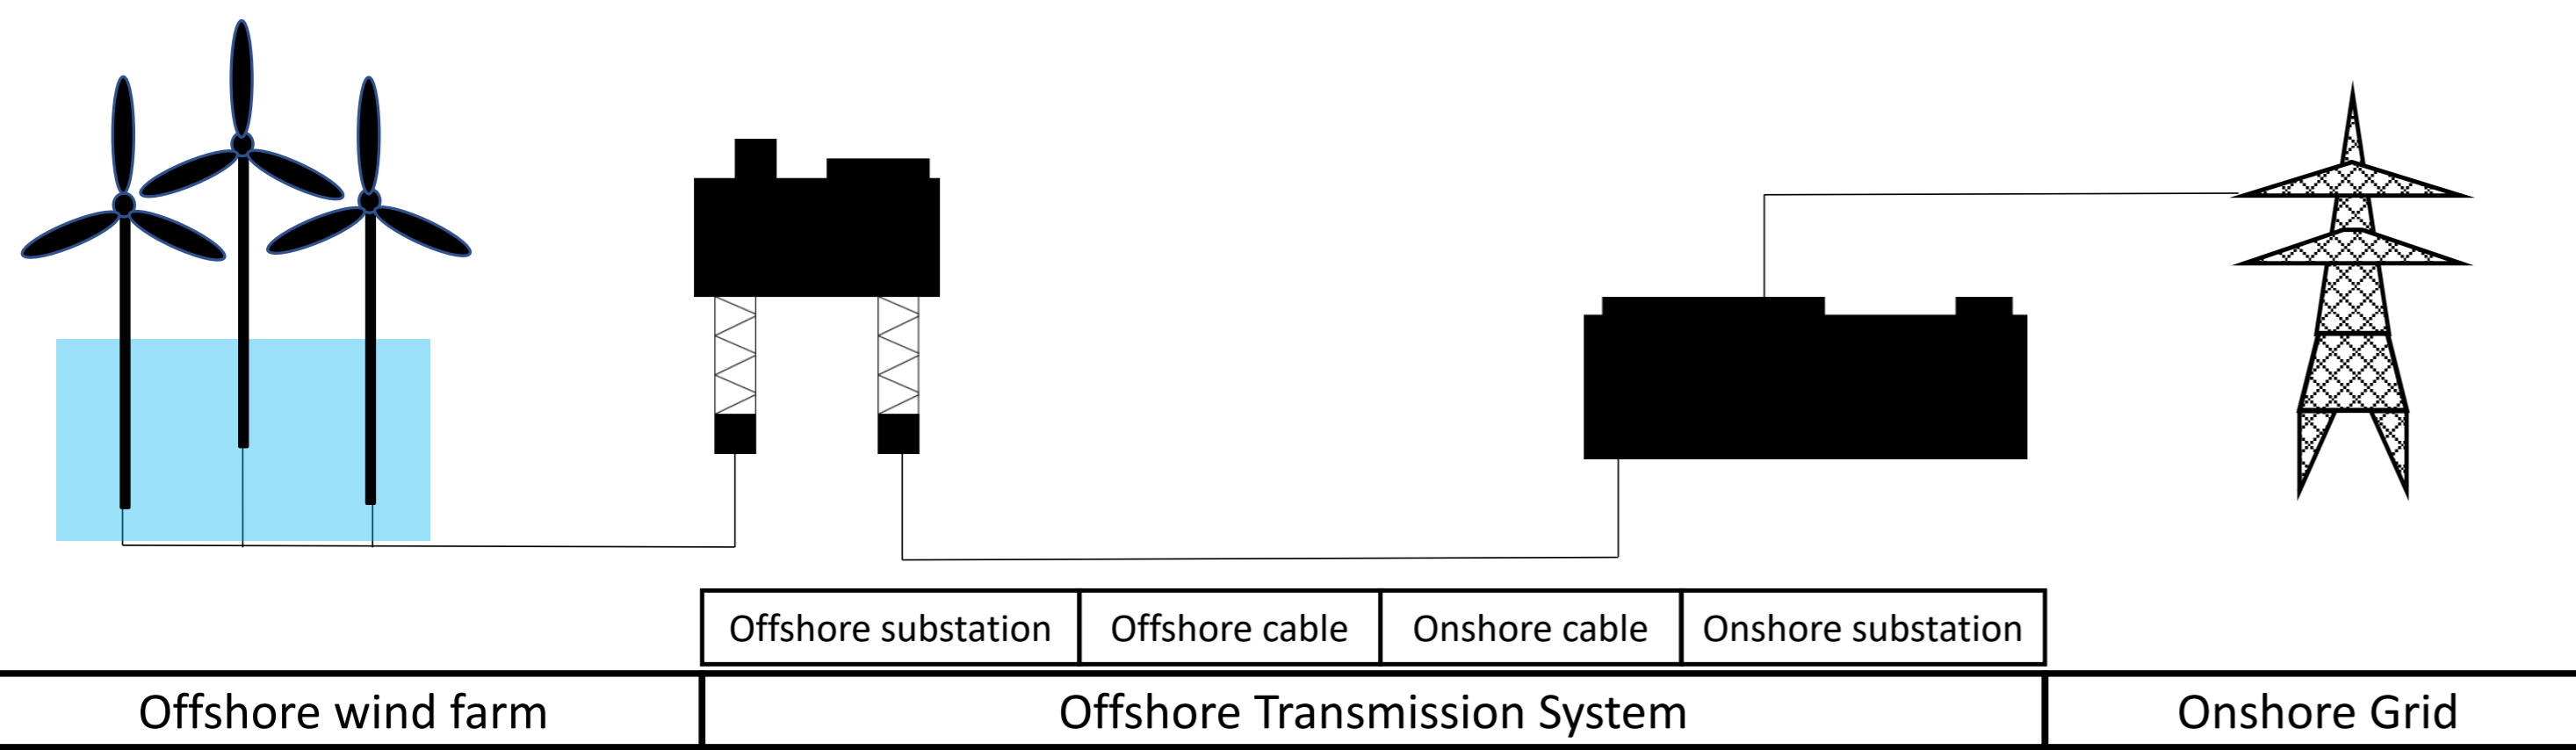 Offshore substation
Offshore cable
Onshore cable
Onshore substation
Offshore wind farm
Offshore Transmission System
Onshore Grid